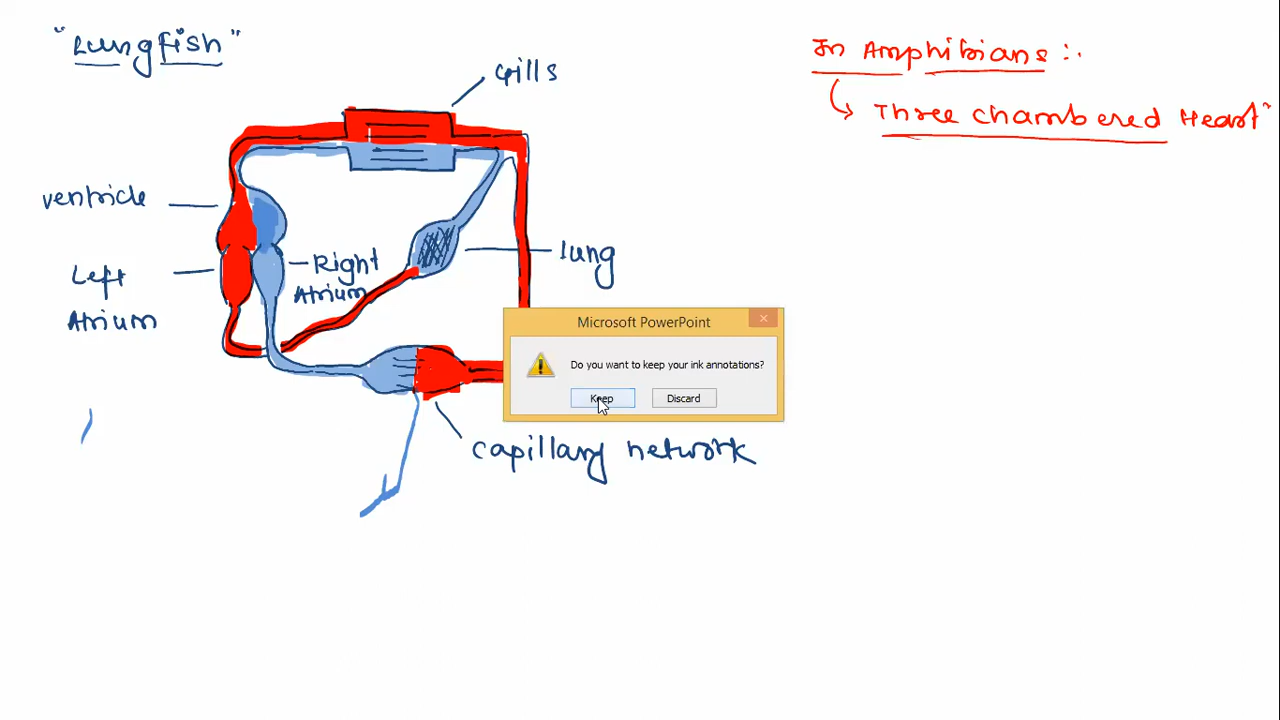 "Lungfish"
In Amphibians :-
gills
Three Chambered Heart"
ventricle
Left
Atrium
Right
Atrium
lung
Microsoft PowerPoint
Do you want to keep your ink annotations?
Keep
Discard
capillary network